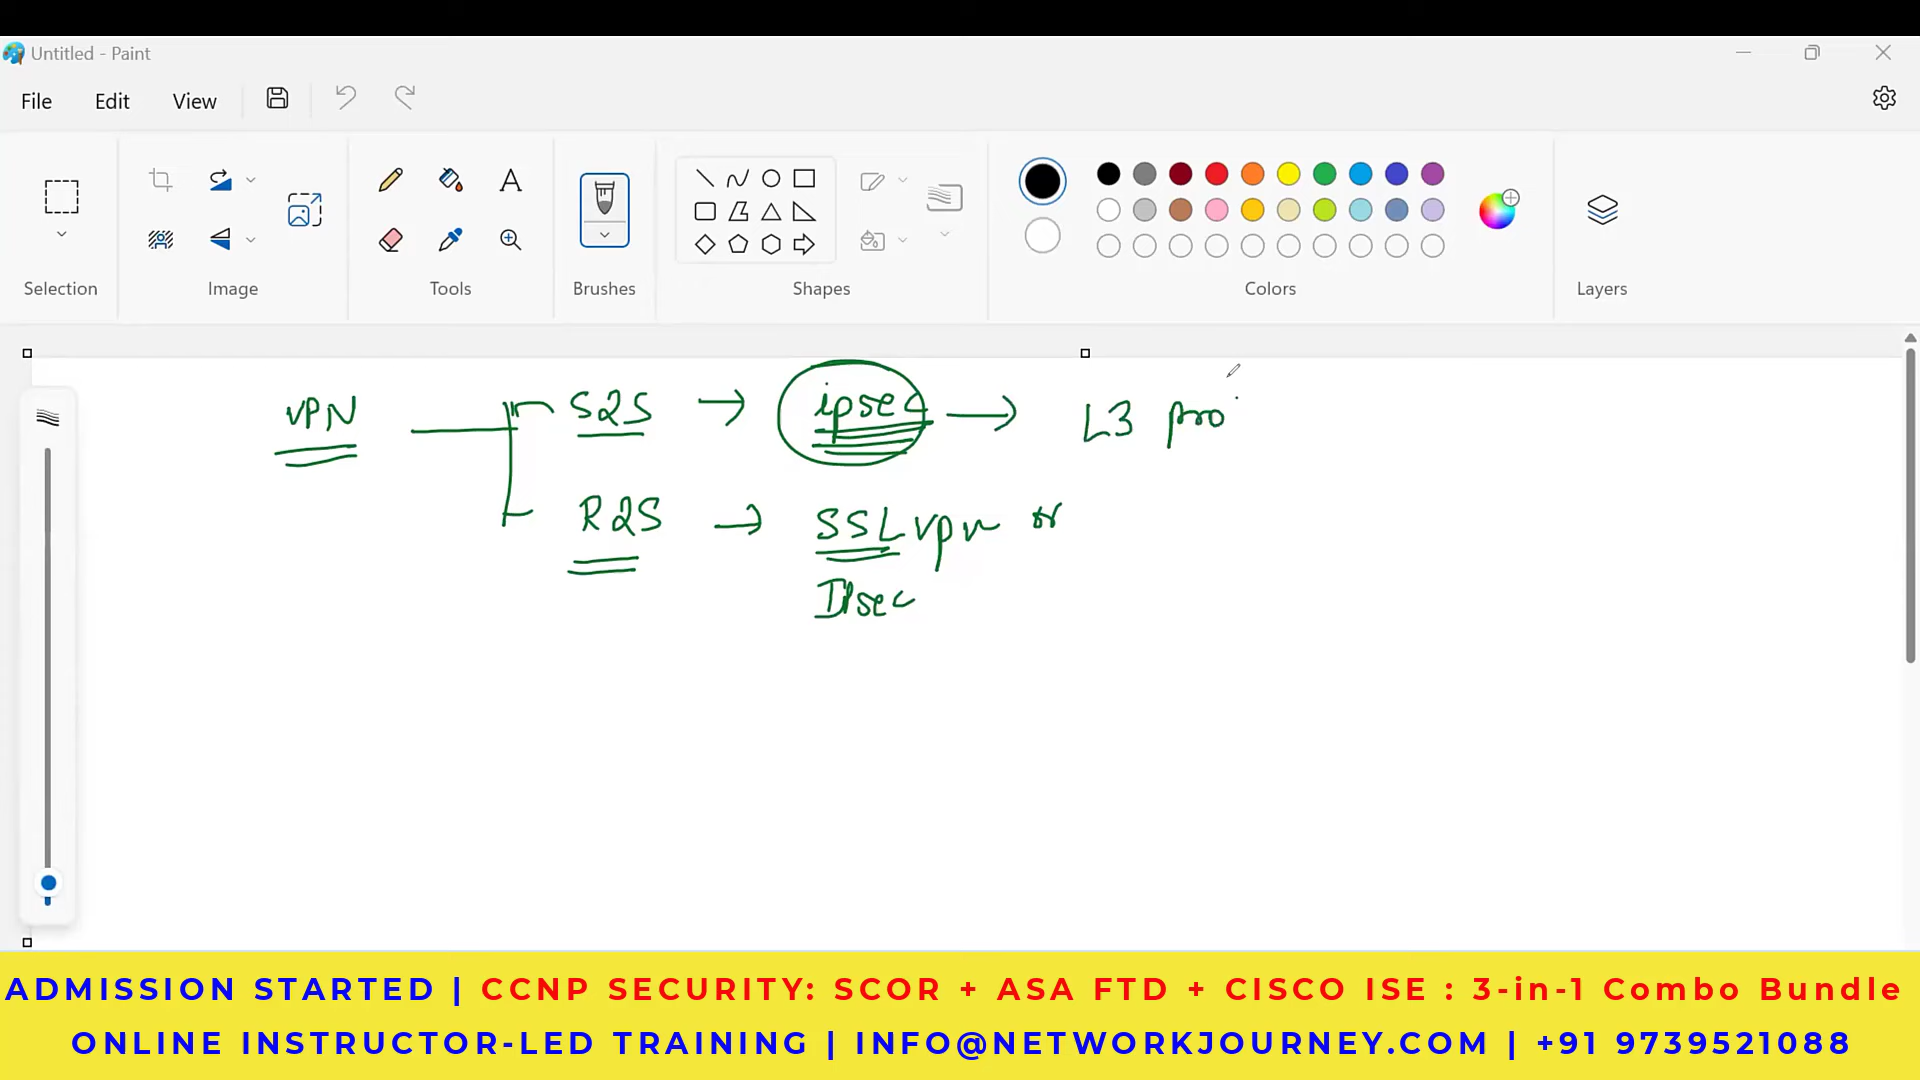 Untitled - Paint
File Edit View
Selection Image Tools Brushes Shapes Colors Layers
VPN S2S → ipsec → L3 pro
R2S → SSL vpn or
IPsec
ADMISSION STARTED | CCNP SECURITY: SCOR + ASA FTD + CISCO ISE : 3-in-1 Combo Bundle
ONLINE INSTRUCTOR-LED TRAINING | INFO@NETWORKJOURNEY.COM | +91 9739521088